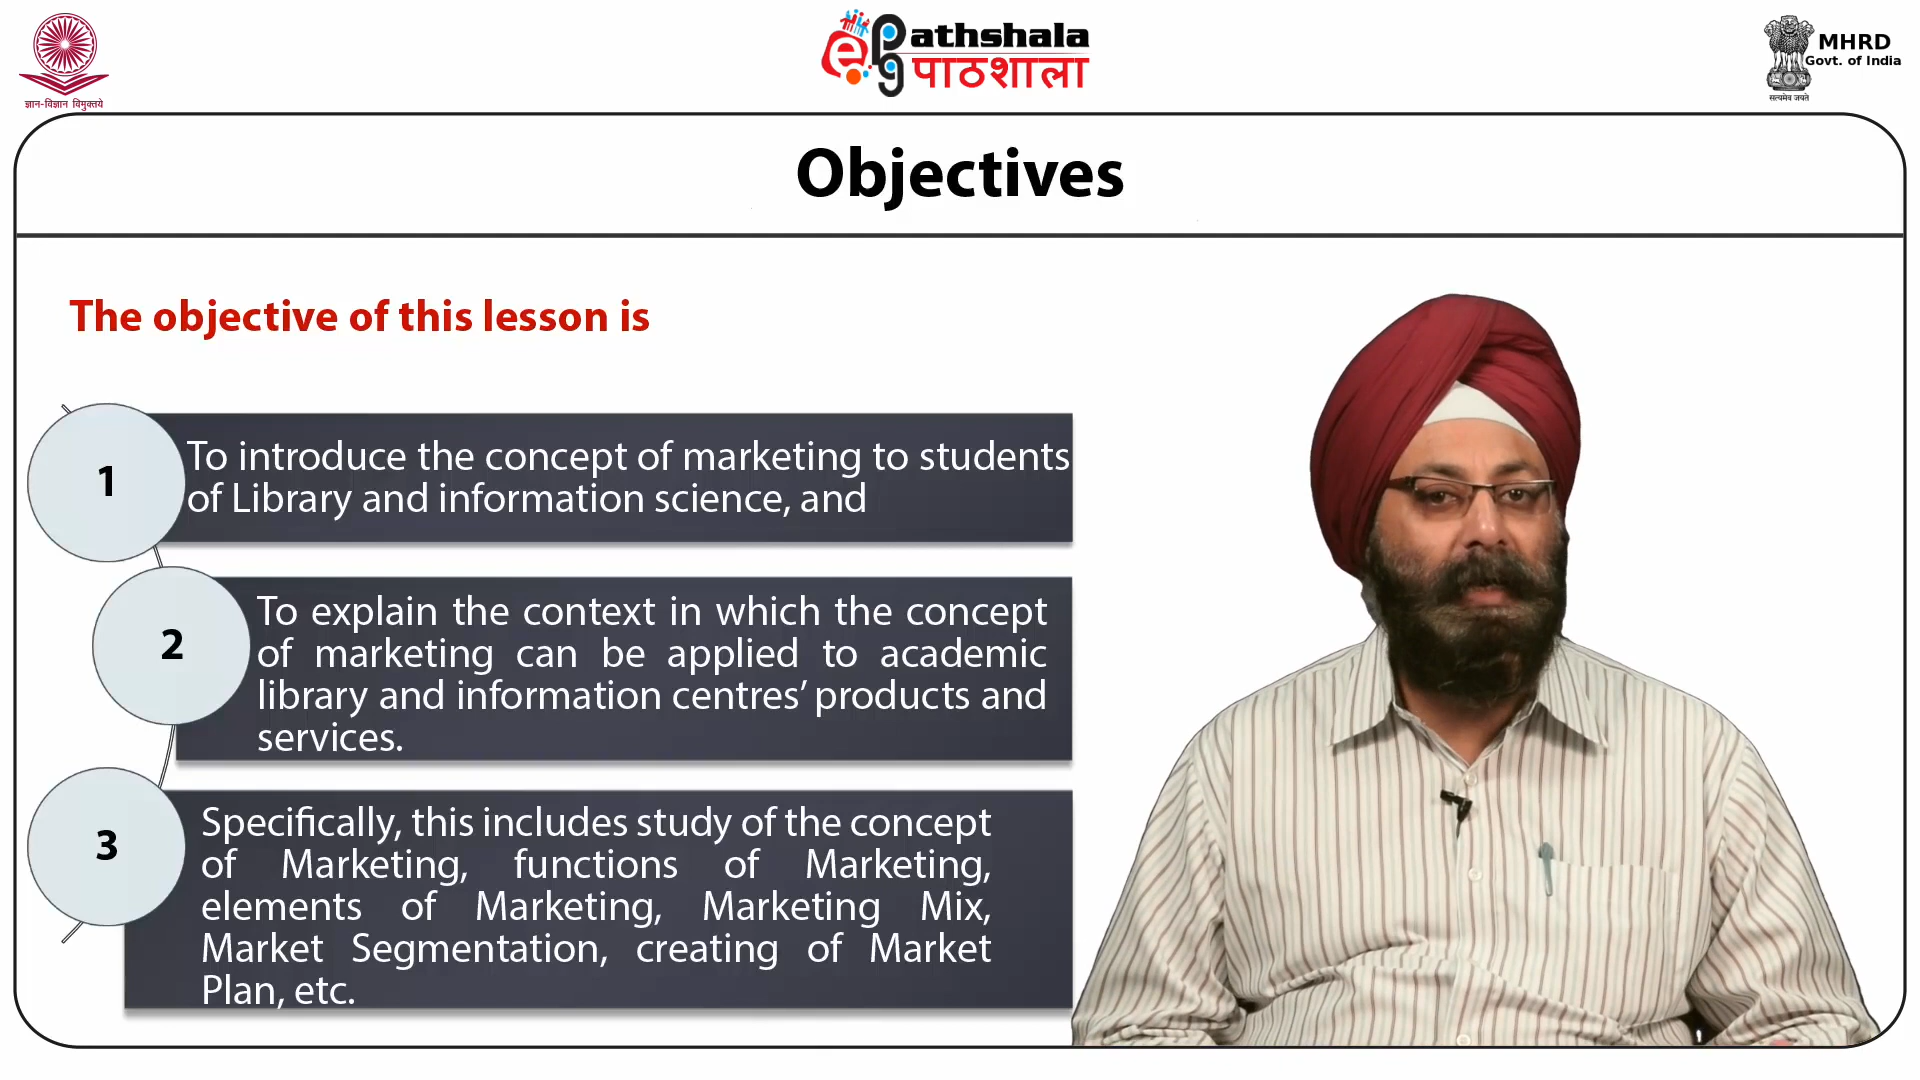 ज्ञान-विज्ञान विमुक्तये
ePathshala
पाठशाला
MHRD
Govt. of India
सत्यमेव जयते
Objectives
The objective of this lesson is
1
To introduce the concept of marketing to students
of Library and information science, and
2
To explain the context in which the concept
of marketing can be applied to academic
library and information centres’ products and
services.
3
Specifically, this includes study of the concept
of Marketing, functions of Marketing,
elements of Marketing, Marketing Mix,
Market Segmentation, creating of Market
Plan, etc.